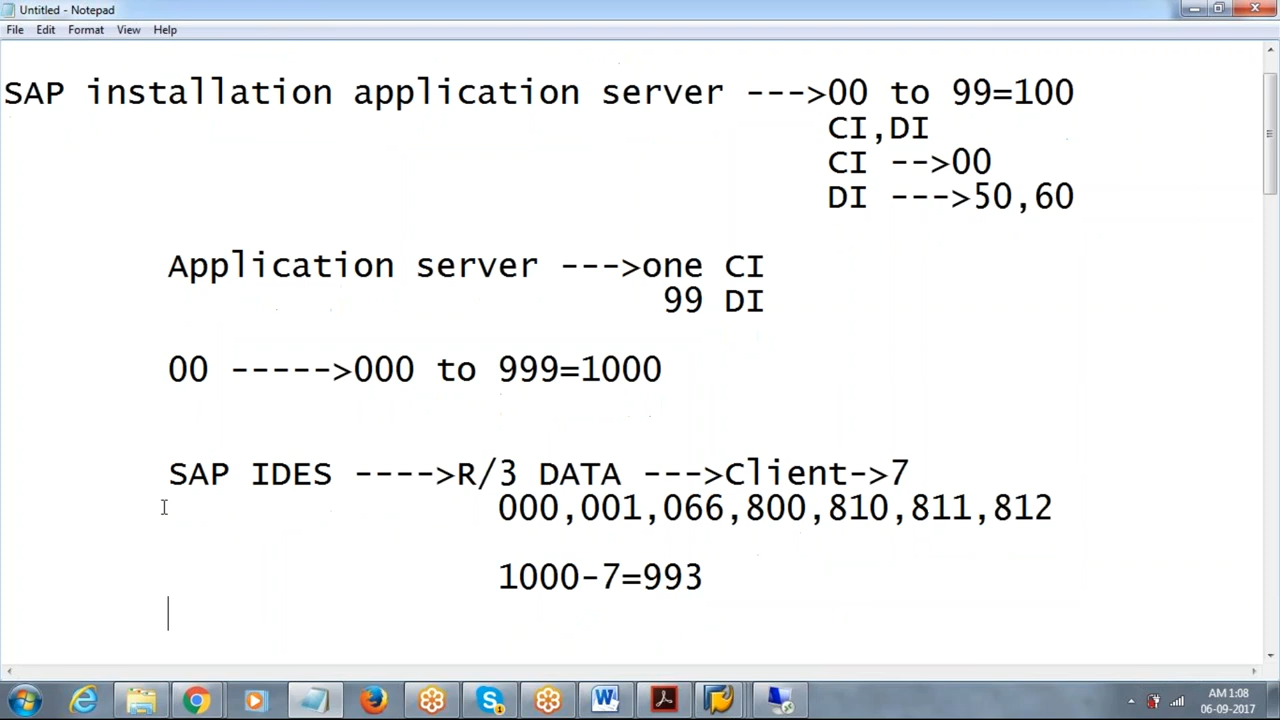 Untitled - Notepad
File Edit Format View Help
SAP installation application server --->00 to 99=100
CI,DI
CI -->00
DI --->50,60
Application server --->one CI
99 DI
00 ----->000 to 999=1000
SAP IDES ---->R/3 DATA --->Client->7
000,001,066,800,810,811,812
1000-7=993
AM 1:08
06-09-2017